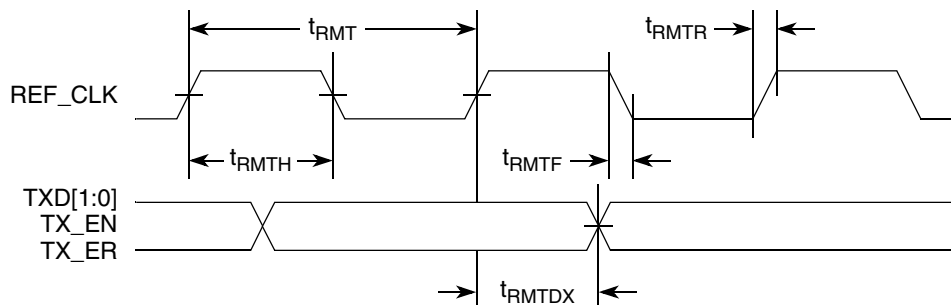 tRMT
tRMTR
REF_CLK
tRMTH
tRMTF
TXD[1:0]
TX_EN
TX_ER
tRMTDX